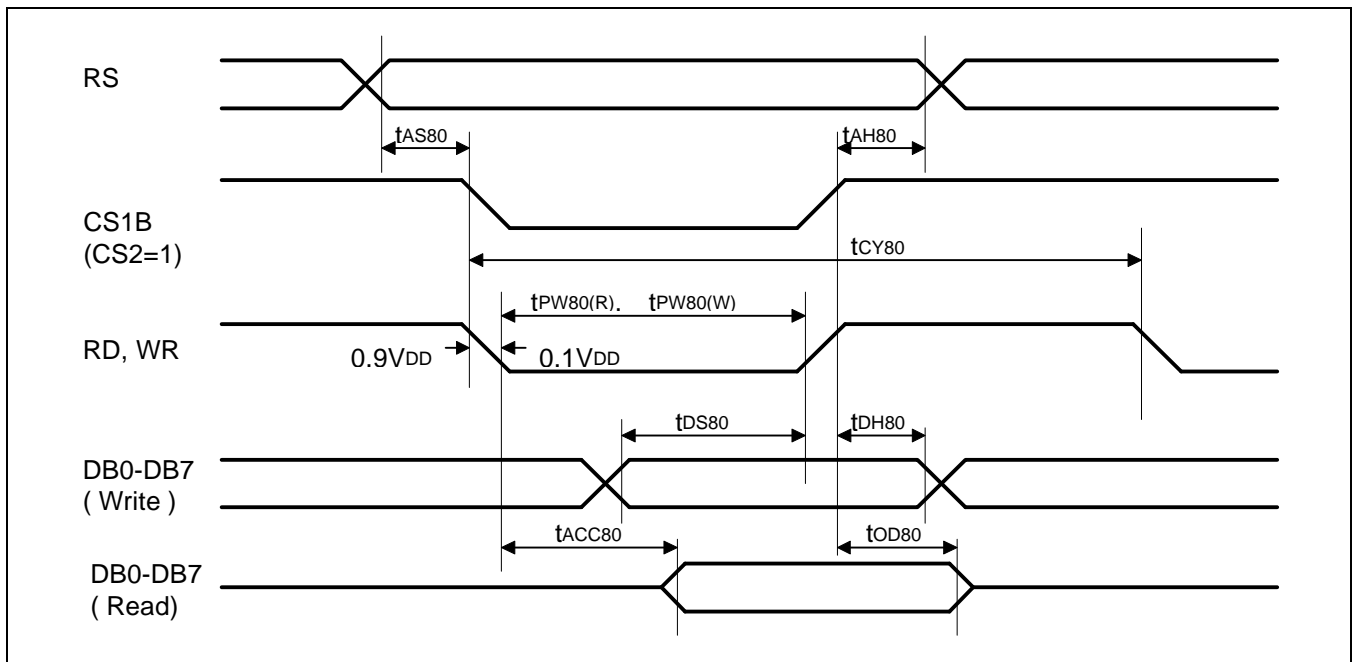 RS
tAS80
tAH80
CS1B
(CS2=1)
tCY80
tPW80(R). tPW80(W)
RD, WR
0.9VDD
0.1VDD
tDS80
tDH80
DB0-DB7
( Write )
tACC80
tOD80
DB0-DB7
( Read)